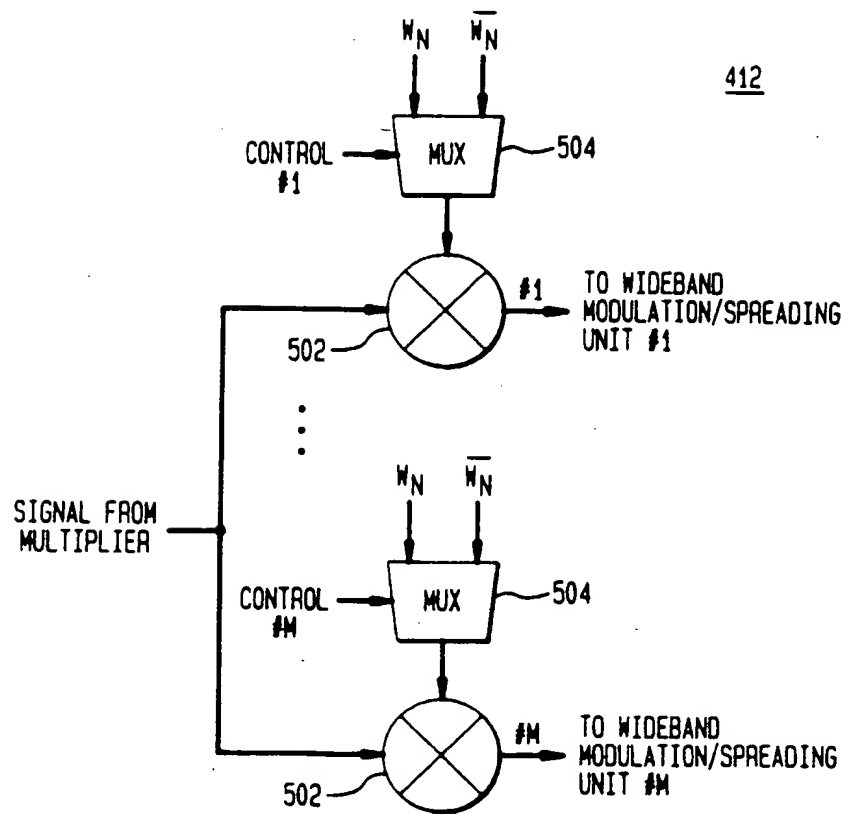 W_N W̅_N̅
412
CONTROL
#1
MUX
504
#1
TO WIDEBAND
MODULATION/SPREADING
UNIT #1
502
W_N W̅_N̅
SIGNAL FROM
MULTIPLIER
CONTROL
#M
MUX
504
#M
TO WIDEBAND
MODULATION/SPREADING
UNIT #M
502